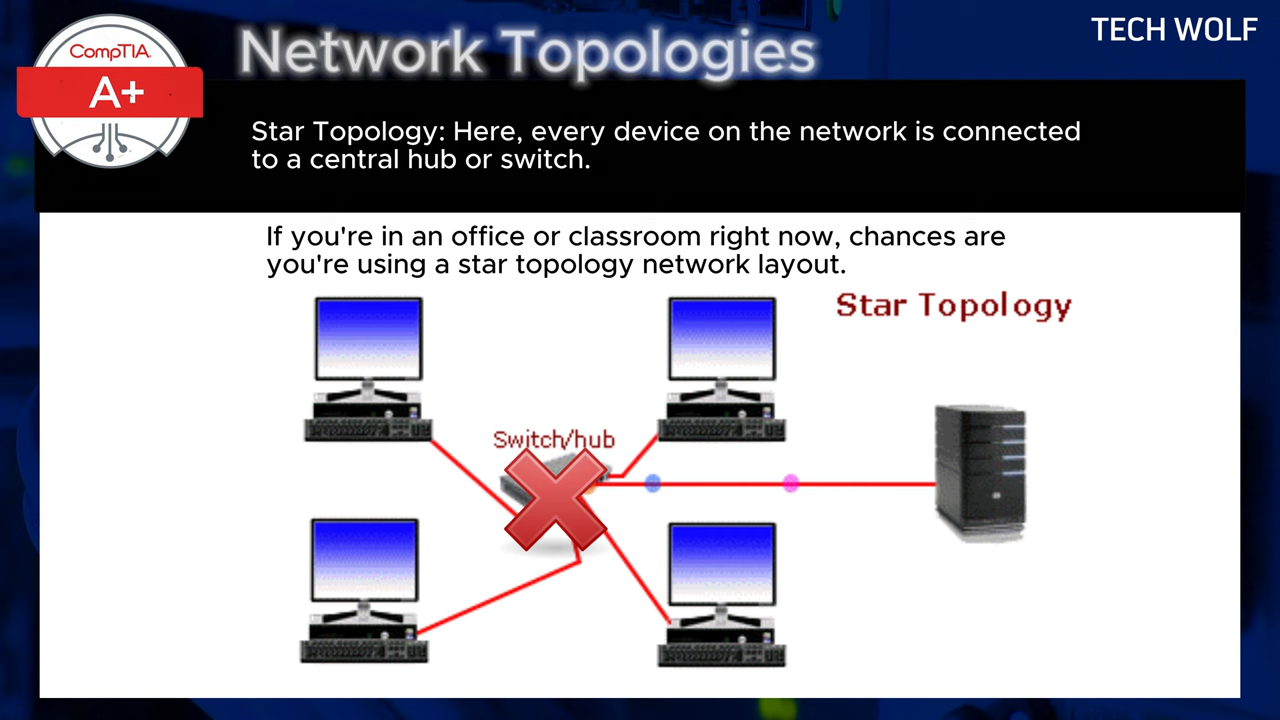 CompTIA.
A+
Network Topologies
TECH WOLF
Star Topology: Here, every device on the network is connected
to a central hub or switch.
If you're in an office or classroom right now, chances are
you're using a star topology network layout.
Star Topology
Switch/hub